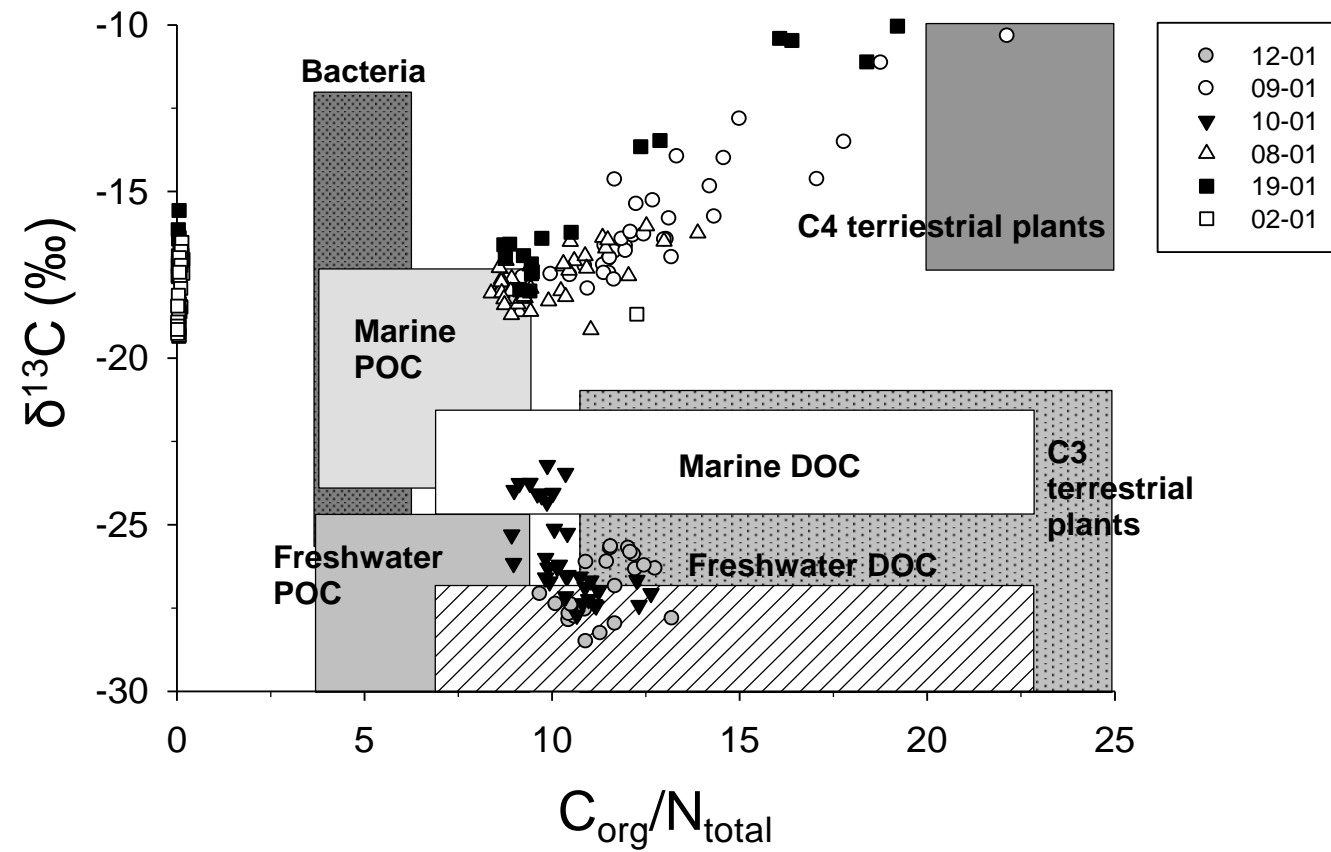 -10
-15
-20
-25
-30
δ¹³C (‰)
0
5
10
15
20
25
C_org/N_total
Bacteria
Marine
POC
Freshwater
POC
Marine DOC
Freshwater DOC
C4 terriestrial plants
C3
terrestrial
plants
12-01
09-01
10-01
08-01
19-01
02-01